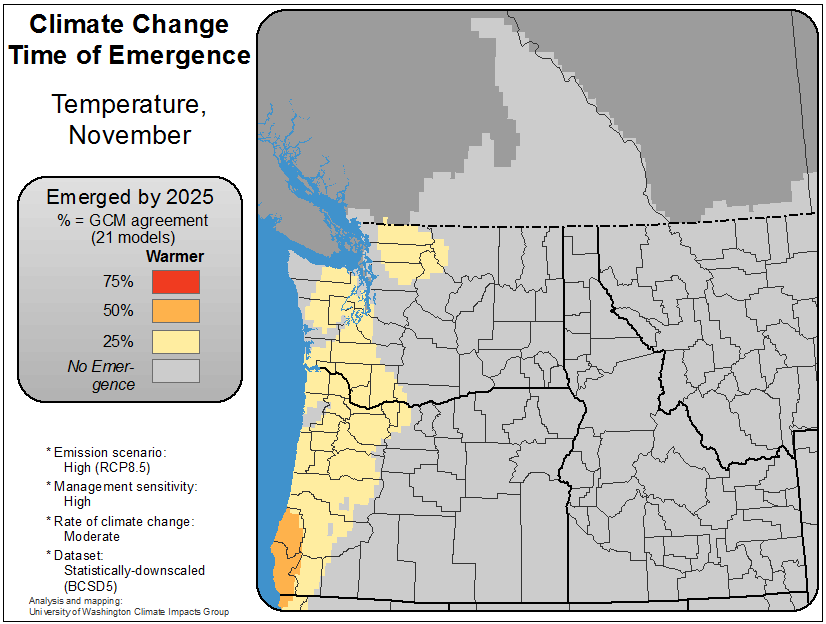 Climate Change
Time of Emergence
Temperature,
November
Emerged by 2025
% = GCM agreement
(21 models)
Warmer
75%
50%
25%
No Emer-
gence
* Emission scenario:
High (RCP8.5)
* Management sensitivity:
High
* Rate of climate change:
Moderate
* Dataset:
Statistically-downscaled
(BCSD5)
Analysis and mapping:
University of Washington Climate Impacts Group